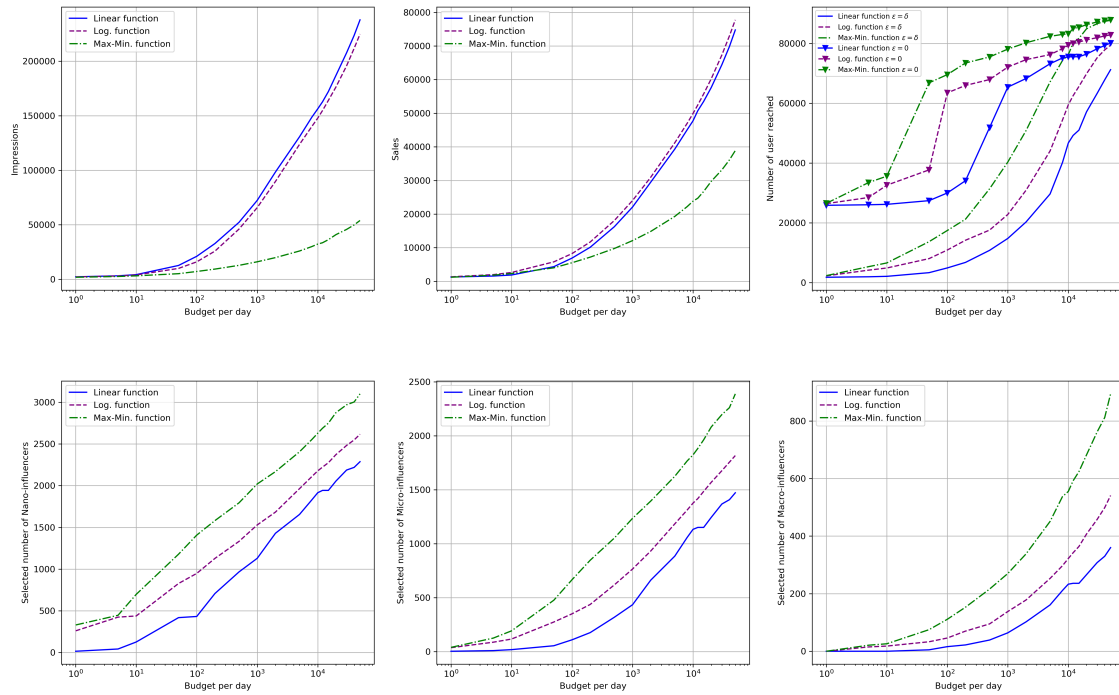 Linear function
Log. function
Max-Min. function
200000
150000
100000
50000
0
Impressions
10^0 10^1 10^2 10^3 10^4
Budget per day
Linear function
Log. function
Max-Min. function
80000
70000
60000
50000
40000
30000
20000
10000
0
Sales
10^0 10^1 10^2 10^3 10^4
Budget per day
Linear function ε = δ
Log. function ε = δ
Max-Min. function ε = δ
Linear function ε = 0
Log. function ε = 0
Max-Min. function ε = 0
80000
60000
40000
20000
0
Number of user reached
10^0 10^1 10^2 10^3 10^4
Budget per day
Linear function
Log. function
Max-Min. function
3000
2500
2000
1500
1000
500
0
Selected number of Nano-influencers
10^0 10^1 10^2 10^3 10^4
Budget per day
Linear function
Log. function
Max-Min. function
2500
2000
1500
1000
500
0
Selected number of Micro-influencers
10^0 10^1 10^2 10^3 10^4
Budget per day
Linear function
Log. function
Max-Min. function
800
600
400
200
0
Selected number of Macro-influencers
10^0 10^1 10^2 10^3 10^4
Budget per day